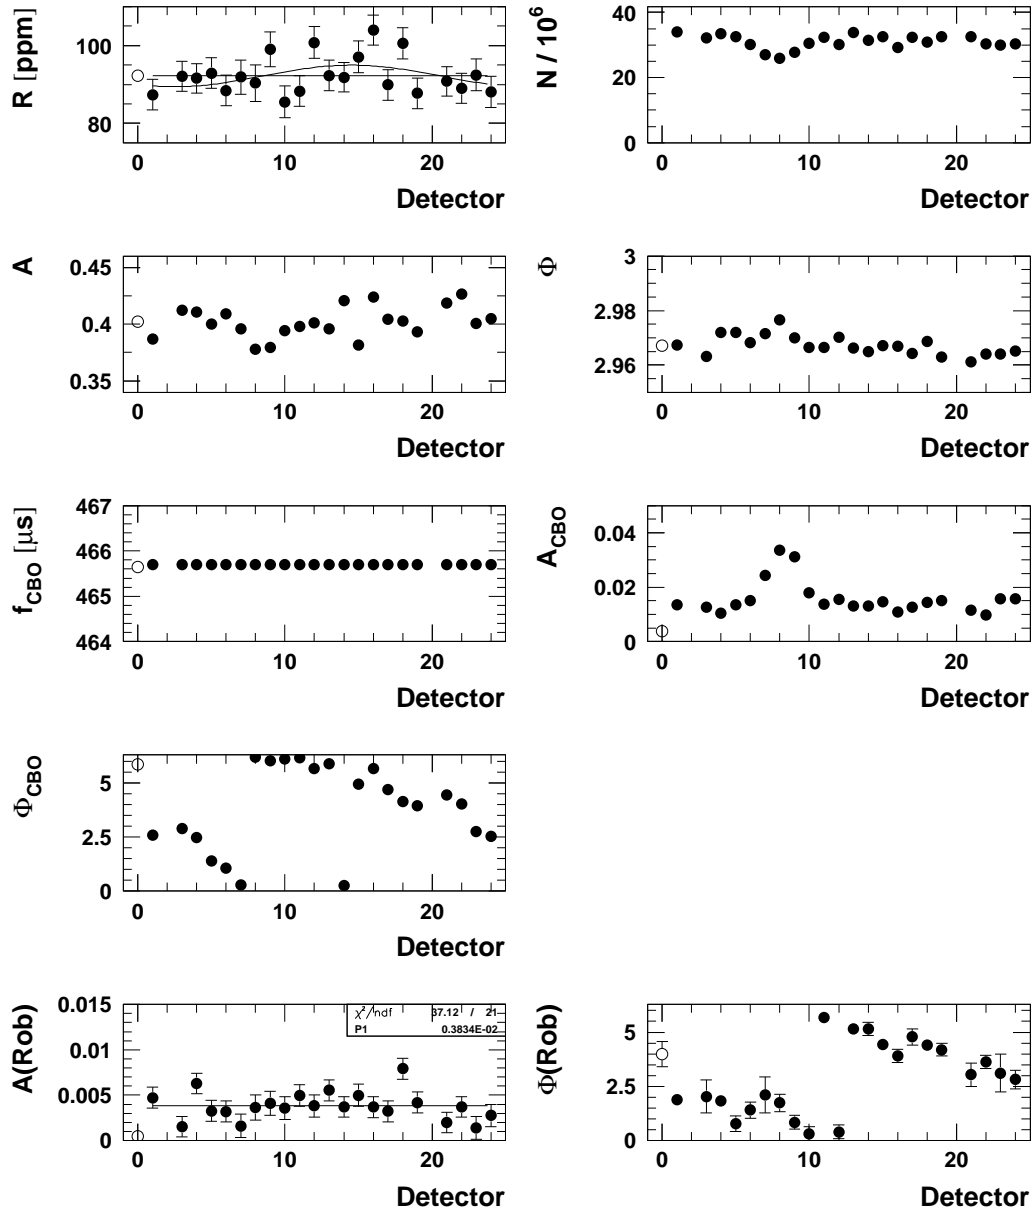 R [ppm]
100
80
0
10
20
Detector
N / 10^6
40
20
0
0
10
20
Detector
A
0.45
0.4
0.35
0
10
20
Detector
Φ
3
2.98
2.96
0
10
20
Detector
f_CBO [μs]
467
466
465
464
0
10
20
Detector
A_CBO
0.04
0.02
0
0
10
20
Detector
Φ_CBO
5
2.5
0
0
10
20
Detector
A(Rob)
0.015
0.01
0.005
0
χ²/ndf 37.12 / 21
P1 0.3834E-02
0
10
20
Detector
Φ(Rob)
5
2.5
0
0
10
20
Detector